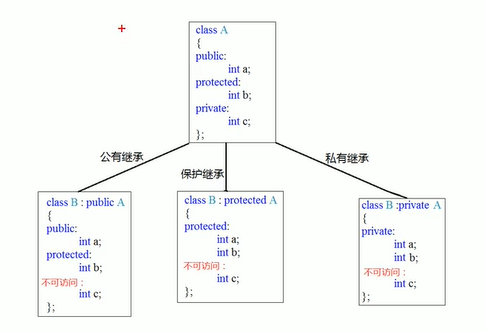 class A
{
public:
int a;
protected:
int b;
private:
int c;
};
公有继承
保护继承
私有继承
class B : public A
{
public:
int a;
protected:
int b;
不可访问：
int c;
};
class B : protected A
{
protected:
int a;
int b;
不可访问：
int c;
};
class B :private A
{
private:
int a;
int b;
不可访问：
int c;
};